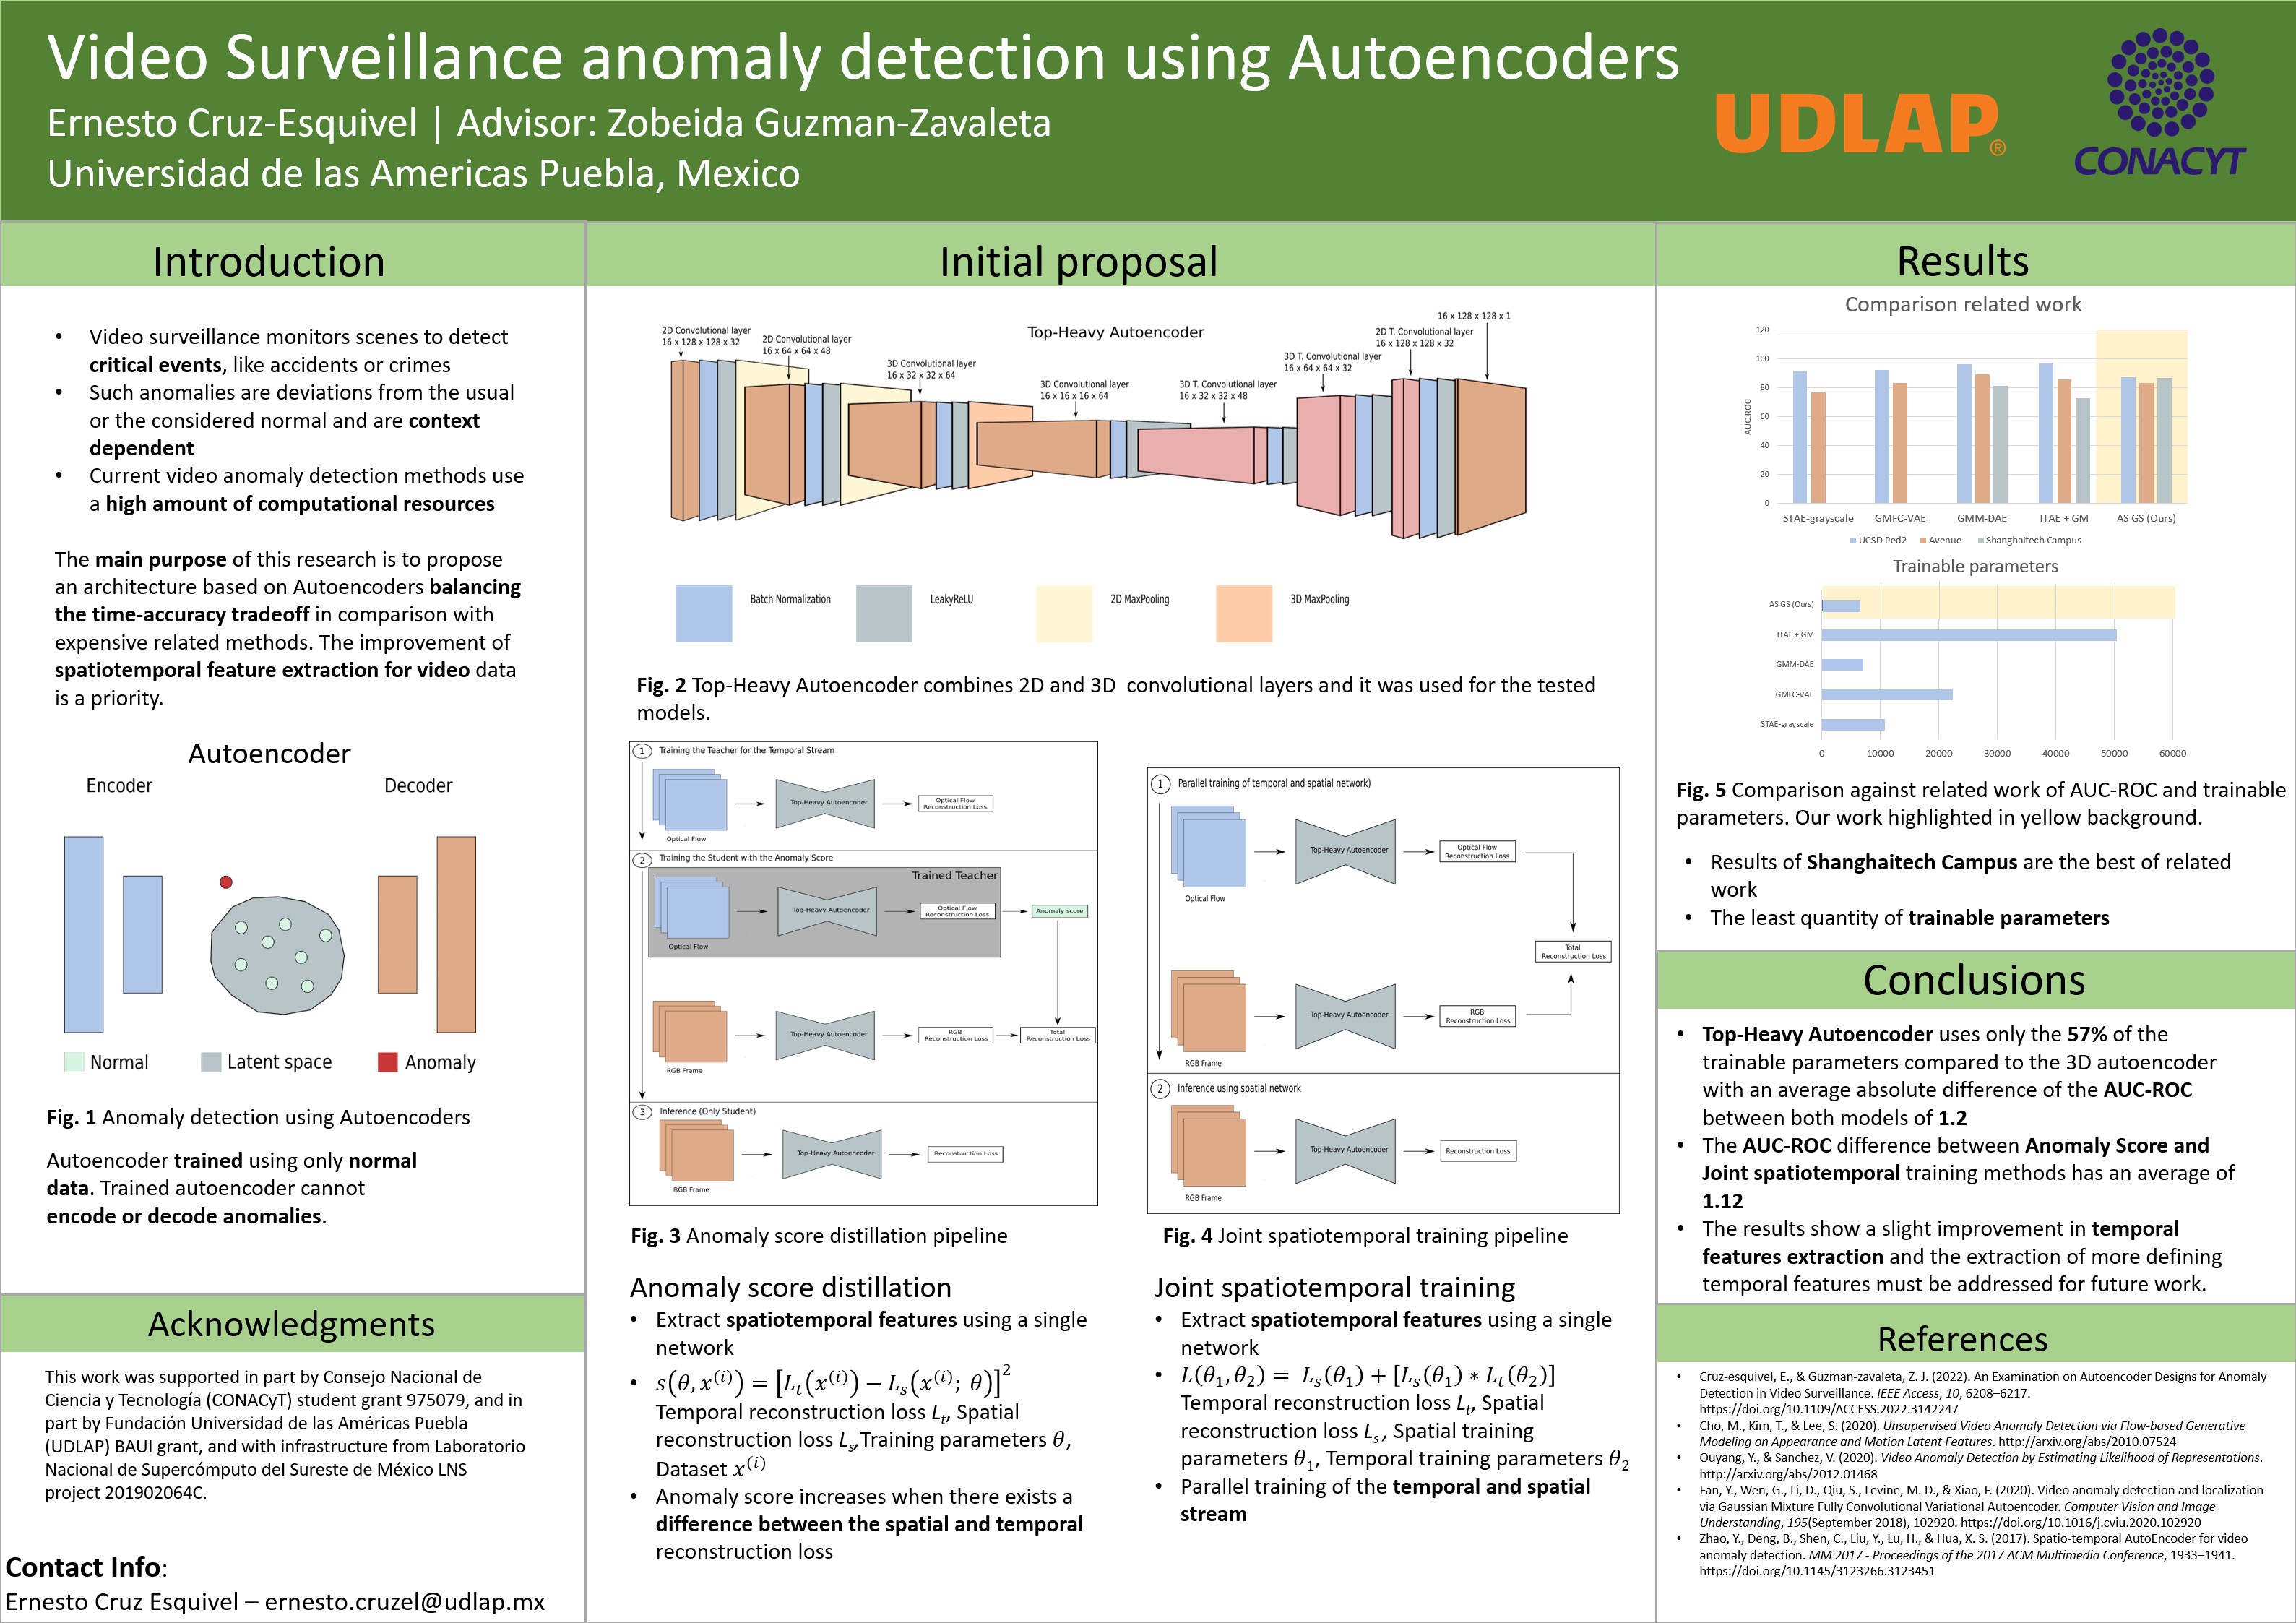 Video Surveillance anomaly detection using Autoencoders
Ernesto Cruz-Esquivel | Advisor: Zobeida Guzman-Zavaleta
Universidad de las Americas Puebla, Mexico
UDLAP®
CONACYT
Introduction
• Video surveillance monitors scenes to detect
critical events, like accidents or crimes
• Such anomalies are deviations from the usual
or the considered normal and are context
dependent
• Current video anomaly detection methods use
a high amount of computational resources
The main purpose of this research is to propose
an architecture based on Autoencoders balancing
the time-accuracy tradeoff in comparison with
expensive related methods. The improvement of
spatiotemporal feature extraction for video data
is a priority.
Autoencoder
Encoder
Decoder
Normal
Latent space
Anomaly
Fig. 1 Anomaly detection using Autoencoders
Autoencoder trained using only normal
data. Trained autoencoder cannot
encode or decode anomalies.
Acknowledgments
This work was supported in part by Consejo Nacional de
Ciencia y Tecnología (CONACyT) student grant 975079, and in
part by Fundación Universidad de las Américas Puebla
(UDLAP) BAUI grant, and with infrastructure from Laboratorio
Nacional de Supercómputo del Sureste de México LNS
project 201902064C.
Contact Info:
Ernesto Cruz Esquivel – ernesto.cruzel@udlap.mx
Initial proposal
Top-Heavy Autoencoder
2D Convolutional layer
16 x 128 x 128 x 32
2D Convolutional layer
16 x 64 x 64 x 48
3D Convolutional layer
16 x 32 x 32 x 64
3D Convolutional layer
16 x 16 x 16 x 64
3D T. Convolutional layer
16 x 32 x 32 x 48
3D T. Convolutional layer
16 x 64 x 64 x 32
2D T. Convolutional layer
16 x 128 x 128 x 32
16 x 128 x 128 x 1
Batch Normalization
LeakyReLU
2D MaxPooling
3D MaxPooling
Fig. 2 Top-Heavy Autoencoder combines 2D and 3D convolutional layers and it was used for the tested
models.
1 Training the Teacher for the Temporal Stream
Optical Flow
Top-Heavy Autoencoder
Optical Flow
Reconstruction Loss
2 Training the Student with the Anomaly Score
Trained Teacher
Optical Flow
Top-Heavy Autoencoder
Optical Flow
Reconstruction Loss
Anomaly score
RGB Frame
Top-Heavy Autoencoder
RGB
Reconstruction Loss
Total
Reconstruction Loss
3 Inference (Only Student)
RGB Frame
Top-Heavy Autoencoder
Reconstruction Loss
Fig. 3 Anomaly score distillation pipeline
1 Parallel training of temporal and spatial network)
Optical Flow
Top-Heavy Autoencoder
Optical Flow
Reconstruction Loss
Total
Reconstruction Loss
RGB Frame
Top-Heavy Autoencoder
RGB
Reconstruction Loss
2 Inference using spatial network
RGB Frame
Top-Heavy Autoencoder
Reconstruction Loss
Fig. 4 Joint spatiotemporal training pipeline
Anomaly score distillation
• Extract spatiotemporal features using a single
network
• s(θ, x⁽ⁱ⁾) = [Lₜ(x⁽ⁱ⁾) − Lₛ(x⁽ⁱ⁾; θ)]²
Temporal reconstruction loss Lₜ, Spatial
reconstruction loss Lₛ,Training parameters θ,
Dataset x⁽ⁱ⁾
• Anomaly score increases when there exists a
difference between the spatial and temporal
reconstruction loss
Joint spatiotemporal training
• Extract spatiotemporal features using a single
network
• L(θ₁, θ₂) = Lₛ(θ₁) + [Lₛ(θ₁) ∗ Lₜ(θ₂)]
Temporal reconstruction loss Lₜ, Spatial
reconstruction loss Lₛ, Spatial training
parameters θ₁, Temporal training parameters θ₂
• Parallel training of the temporal and spatial
stream
Results
Comparison related work
AUC.ROC
120
100
80
60
40
20
0
STAE-grayscale GMFC-VAE GMM-DAE ITAE + GM AS GS (Ours)
UCSD Ped2 Avenue Shanghaitech Campus
Trainable parameters
AS GS (Ours)
ITAE + GM
GMM-DAE
GMFC-VAE
STAE-grayscale
0 10000 20000 30000 40000 50000 60000
Fig. 5 Comparison against related work of AUC-ROC and trainable
parameters. Our work highlighted in yellow background.
• Results of Shanghaitech Campus are the best of related
work
• The least quantity of trainable parameters
Conclusions
• Top-Heavy Autoencoder uses only the 57% of the
trainable parameters compared to the 3D autoencoder
with an average absolute difference of the AUC-ROC
between both models of 1.2
• The AUC-ROC difference between Anomaly Score and
Joint spatiotemporal training methods has an average of
1.12
• The results show a slight improvement in temporal
features extraction and the extraction of more defining
temporal features must be addressed for future work.
References
• Cruz-esquivel, E., & Guzman-zavaleta, Z. J. (2022). An Examination on Autoencoder Designs for Anomaly
Detection in Video Surveillance. IEEE Access, 10, 6208–6217.
https://doi.org/10.1109/ACCESS.2022.3142247
• Cho, M., Kim, T., & Lee, S. (2020). Unsupervised Video Anomaly Detection via Flow-based Generative
Modeling on Appearance and Motion Latent Features. http://arxiv.org/abs/2010.07524
• Ouyang, Y., & Sanchez, V. (2020). Video Anomaly Detection by Estimating Likelihood of Representations.
http://arxiv.org/abs/2012.01468
• Fan, Y., Wen, G., Li, D., Qiu, S., Levine, M. D., & Xiao, F. (2020). Video anomaly detection and localization
via Gaussian Mixture Fully Convolutional Variational Autoencoder. Computer Vision and Image
Understanding, 195(September 2018), 102920. https://doi.org/10.1016/j.cviu.2020.102920
• Zhao, Y., Deng, B., Shen, C., Liu, Y., Lu, H., & Hua, X. S. (2017). Spatio-temporal AutoEncoder for video
anomaly detection. MM 2017 - Proceedings of the 2017 ACM Multimedia Conference, 1933–1941.
https://doi.org/10.1145/3123266.3123451